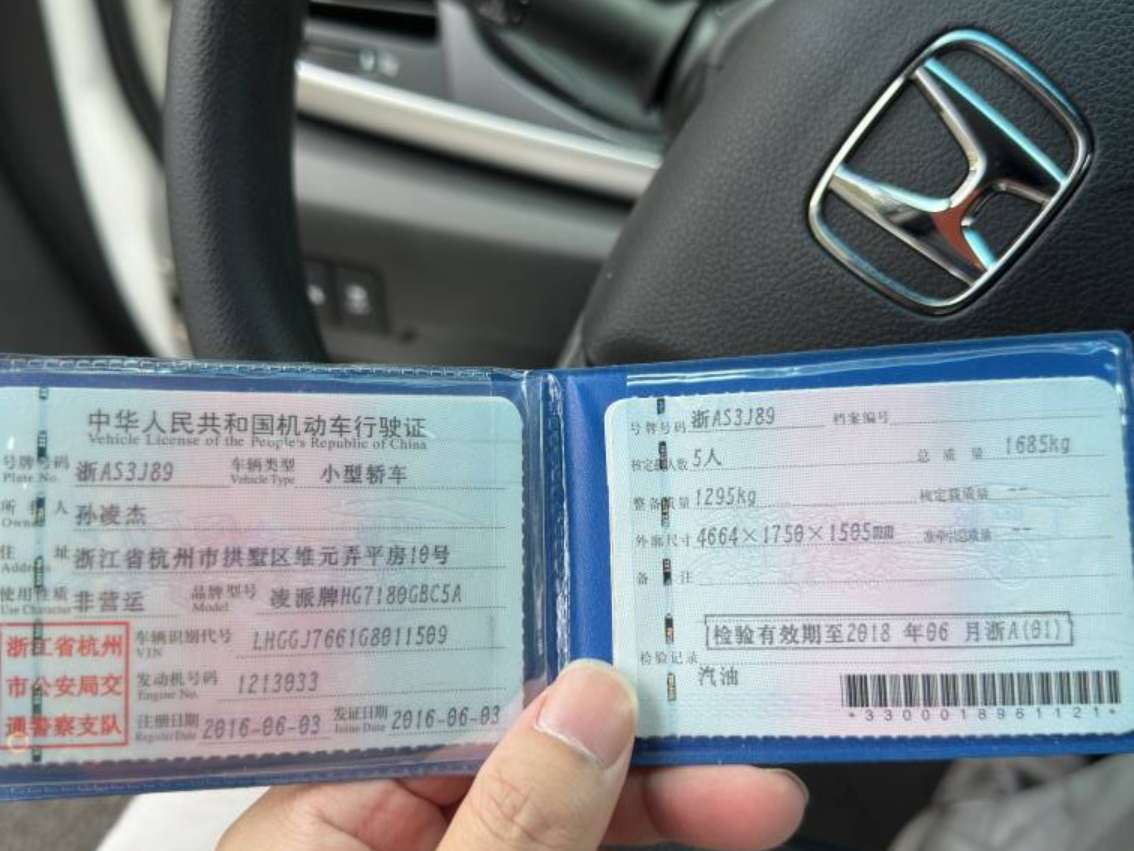 中华人民共和国机动车行驶证
Vehicle License of the People's Republic of China
号牌号码 浙AS3J89 车辆类型 小型轿车
Plate No. Vehicle Type
所有人 孙凌杰
Owner
住址 浙江省杭州市拱墅区维元弄平房10号
Address
使用性质 非营运 品牌型号 凌派牌HG7180GBC5A
Use Character Model
浙江省杭州
市公安局交
通警察支队
车辆识别代号 LHGGJ7661G8011509
VIN
发动机号码 1213033
Engine No.
注册日期 2016-06-03 发证日期 2016-06-03
Register Date Issue Date
号牌号码 浙AS3J89 档案编号
核定载人数 5人 总质量 1685kg
整备质量 1295kg 核定载质量 --
外廓尺寸 4664×1750×1505mm 准牵引总质量 --
备注
检验有效期至2018 年06 月浙A(01)
检验记录
汽油
*3300018961121*